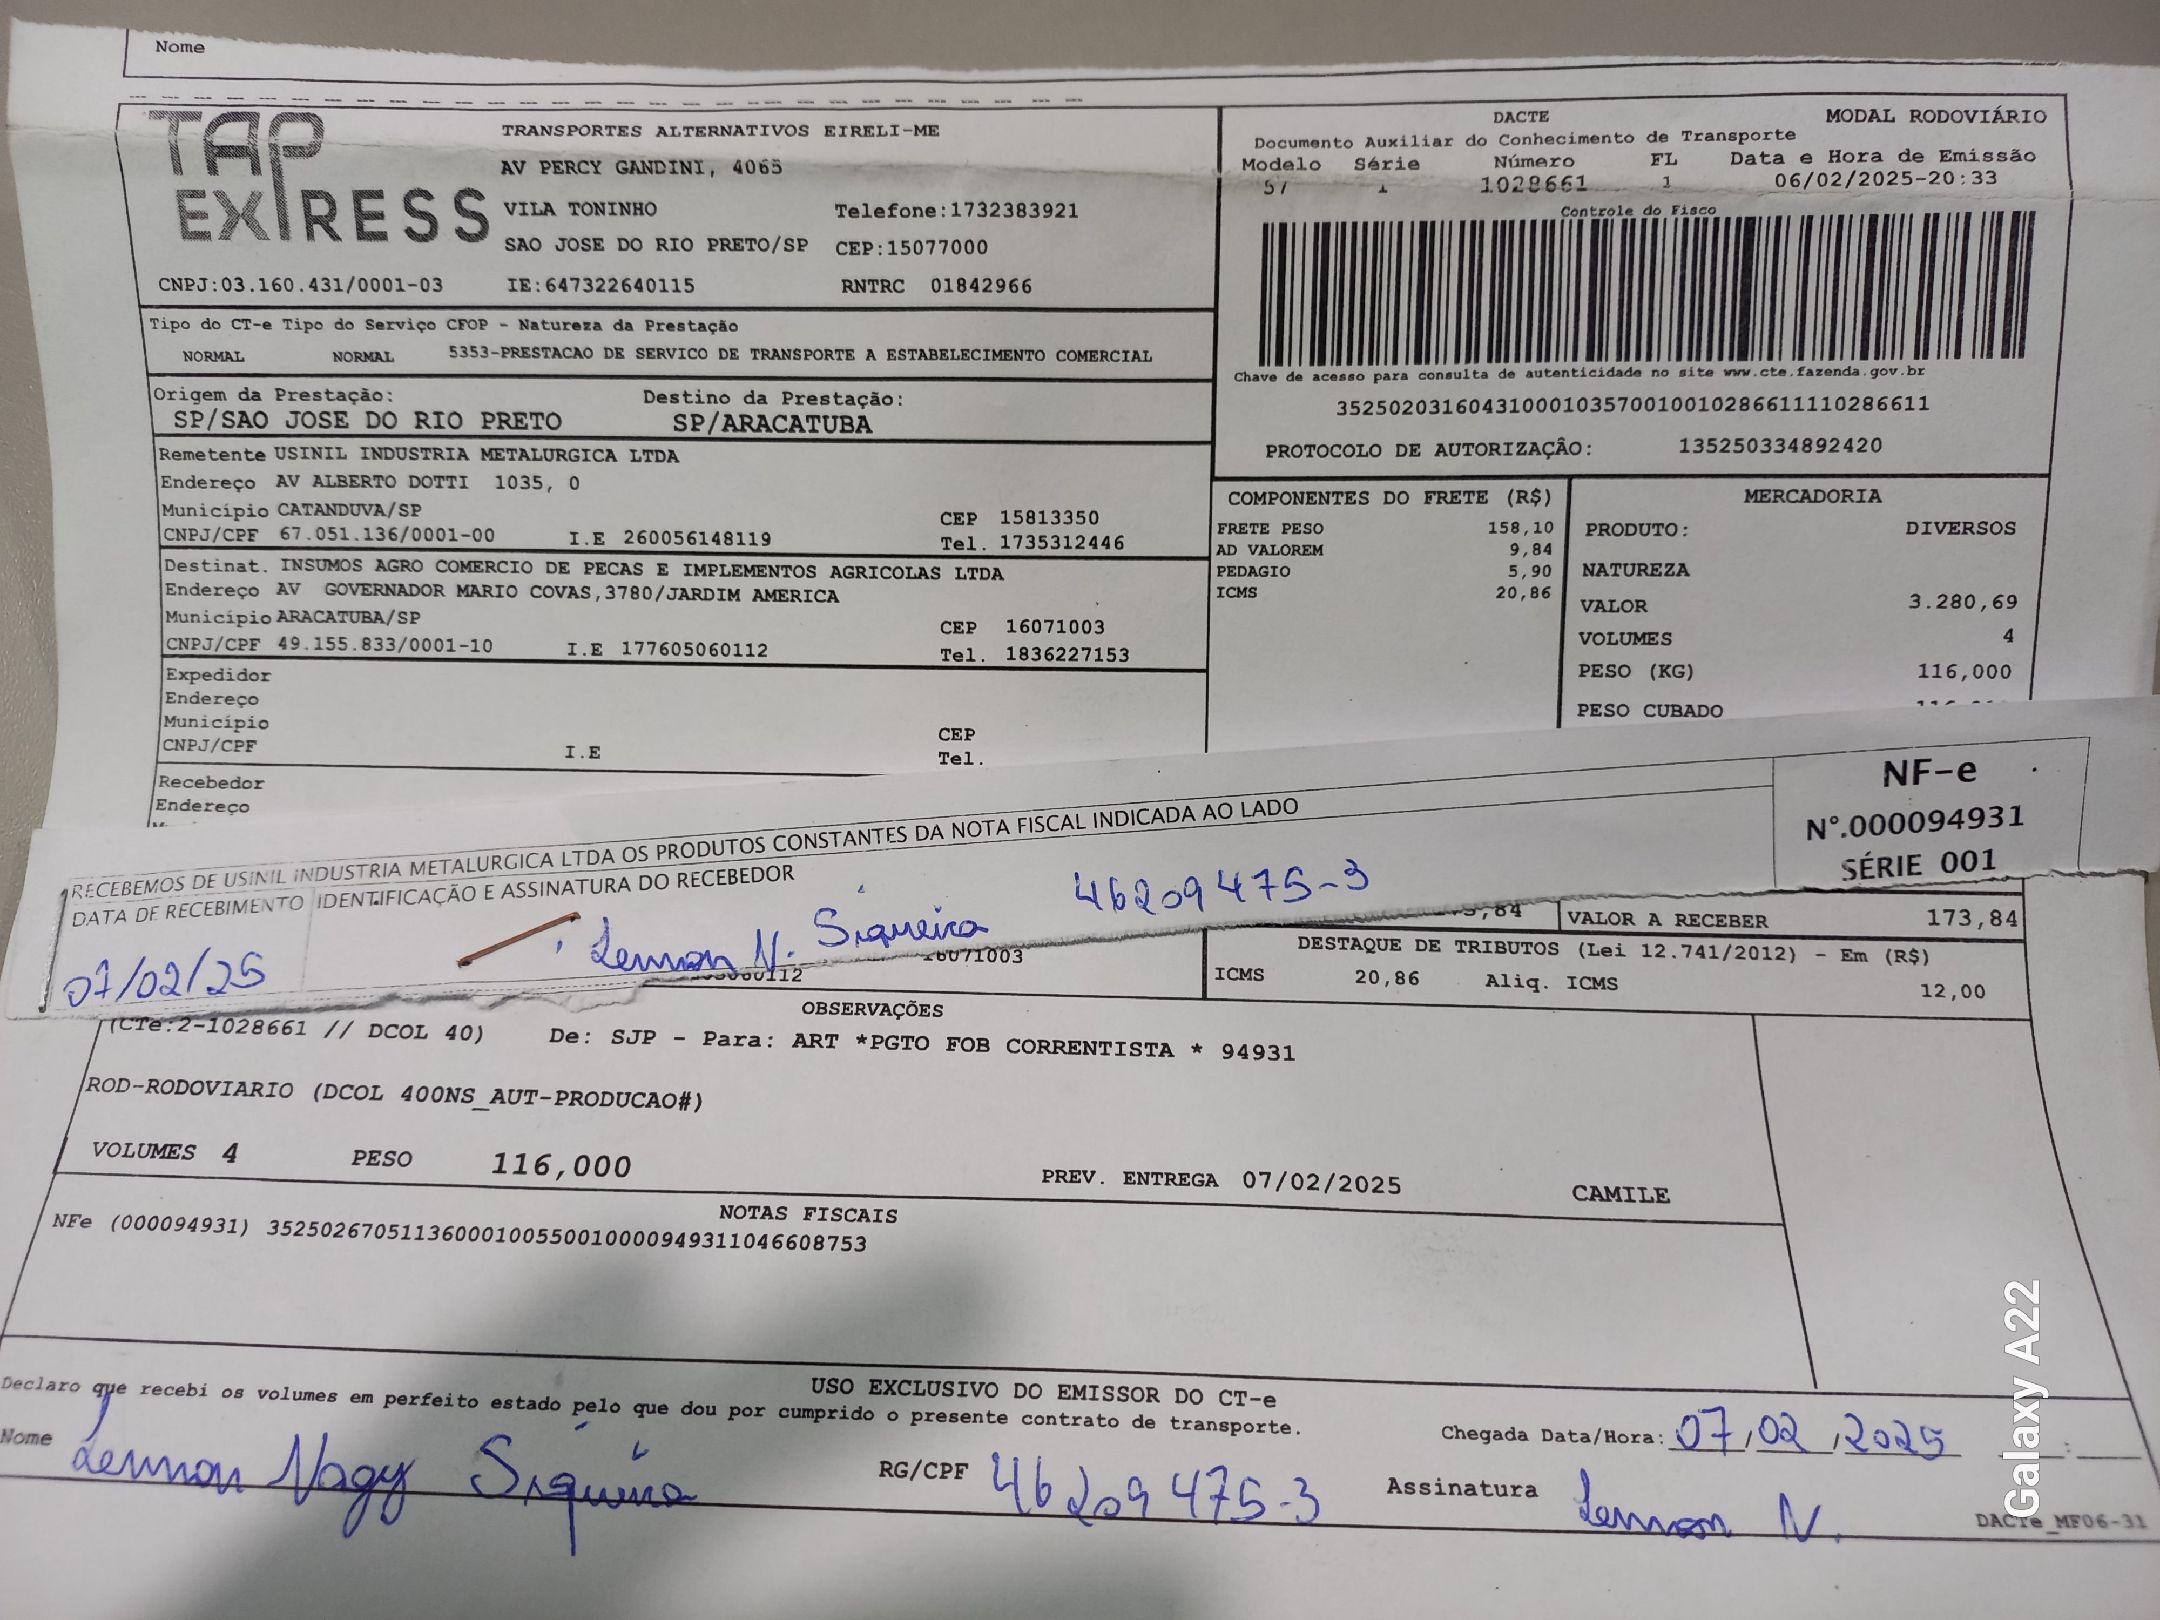 Nome
TAP EXPRESS
TRANSPORTES ALTERNATIVOS EIRELI-ME
AV PERCY GANDINI, 4065
VILA TONINHO Telefone:1732383921
SAO JOSE DO RIO PRETO/SP CEP:15077000
CNPJ:03.160.431/0001-03 IE:647322640115 RNTRC 01842966
DACTE MODAL RODOVIÁRIO
Documento Auxiliar do Conhecimento de Transporte
Modelo Série Número FL Data e Hora de Emissão
57 1 1028661 1 06/02/2025-20:33
Controle do Fisco
Chave de acesso para consulta de autenticidade no site www.cte.fazenda.gov.br
35250203160431000103570010010286611110286611
PROTOCOLO DE AUTORIZAÇÂO: 135250334892420
Tipo do CT-e Tipo do Serviço CFOP - Natureza da Prestação
NORMAL NORMAL 5353-PRESTACAO DE SERVICO DE TRANSPORTE A ESTABELECIMENTO COMERCIAL
Origem da Prestação: Destino da Prestação:
SP/SAO JOSE DO RIO PRETO SP/ARACATUBA
Remetente USINIL INDUSTRIA METALURGICA LTDA
Endereço AV ALBERTO DOTTI 1035, 0
Município CATANDUVA/SP CEP 15813350
CNPJ/CPF 67.051.136/0001-00 I.E 260056148119 Tel. 1735312446
Destinat. INSUMOS AGRO COMERCIO DE PECAS E IMPLEMENTOS AGRICOLAS LTDA
Endereço AV GOVERNADOR MARIO COVAS,3780/JARDIM AMERICA
Município ARACATUBA/SP CEP 16071003
CNPJ/CPF 49.155.833/0001-10 I.E 177605060112 Tel. 1836227153
Expedidor
Endereço
Município CEP
CNPJ/CPF I.E Tel.
Recebedor
Endereço
COMPONENTES DO FRETE (R$)
FRETE PESO 158,10
AD VALOREM 9,84
PEDAGIO 5,90
ICMS 20,86
MERCADORIA
PRODUTO: DIVERSOS
NATUREZA
VALOR 3.280,69
VOLUMES 4
PESO (KG) 116,000
PESO CUBADO
RECEBEMOS DE USINIL INDUSTRIA METALURGICA LTDA OS PRODUTOS CONSTANTES DA NOTA FISCAL INDICADA AO LADO
DATA DE RECEBIMENTO IDENTIFICAÇÃO E ASSINATURA DO RECEBEDOR
07/02/25 Lennon N. Siqueira 46209475-3
NF-e
N°.000094931
SÉRIE 001
VALOR A RECEBER 173,84
16071003
DESTAQUE DE TRIBUTOS (Lei 12.741/2012) - Em (R$)
ICMS 20,86 Aliq. ICMS 12,00
OBSERVAÇÕES
(CTe:2-1028661 // DCOL 40) De: SJP - Para: ART *PGTO FOB CORRENTISTA * 94931
ROD-RODOVIARIO (DCOL 400NS_AUT-PRODUCAO#)
VOLUMES 4 PESO 116,000 PREV. ENTREGA 07/02/2025 CAMILE
NOTAS FISCAIS
NFe (000094931) 35250267051136000100550010000949311046608753
USO EXCLUSIVO DO EMISSOR DO CT-e
Declaro que recebi os volumes em perfeito estado pelo que dou por cumprido o presente contrato de transporte.
Chegada Data/Hora: 07/02/2025 :
Nome Lennon Nagy Siqueira RG/CPF 46209475-3 Assinatura Lennon N.
DACTe_MF06-31
Galaxy A22